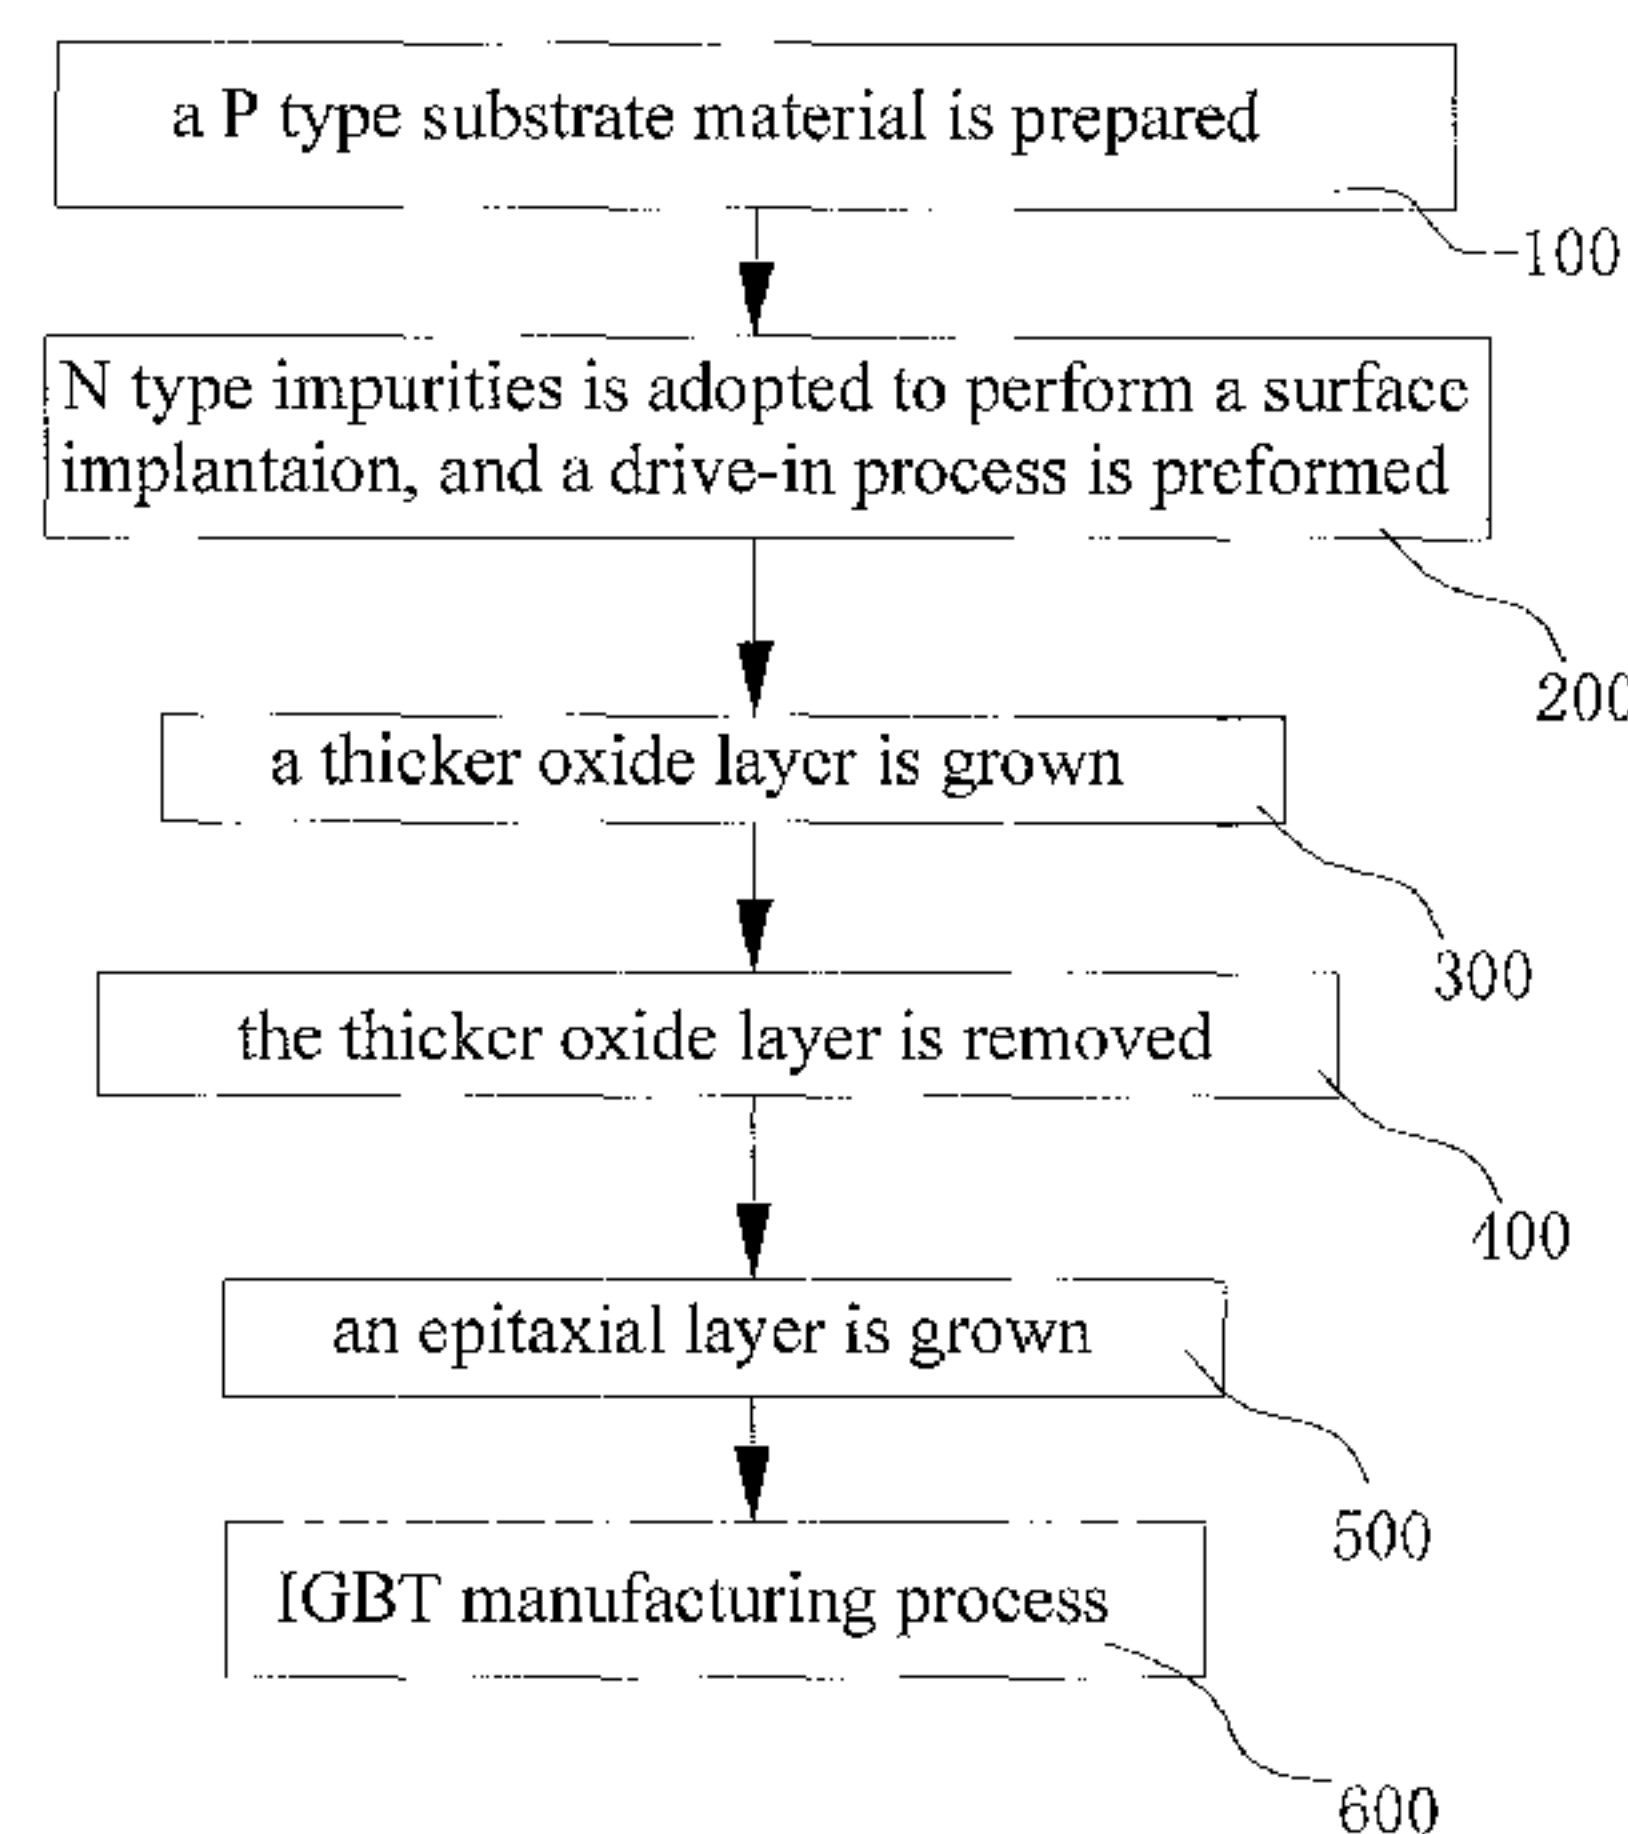 a P type substrate material is prepared
100
N type impurities is adopted to perform a surface
implantaion, and a drive-in process is preformed
200
a thicker oxide layer is grown
300
the thicker oxide layer is removed
400
an epitaxial layer is grown
500
IGBT manufacturing process
600